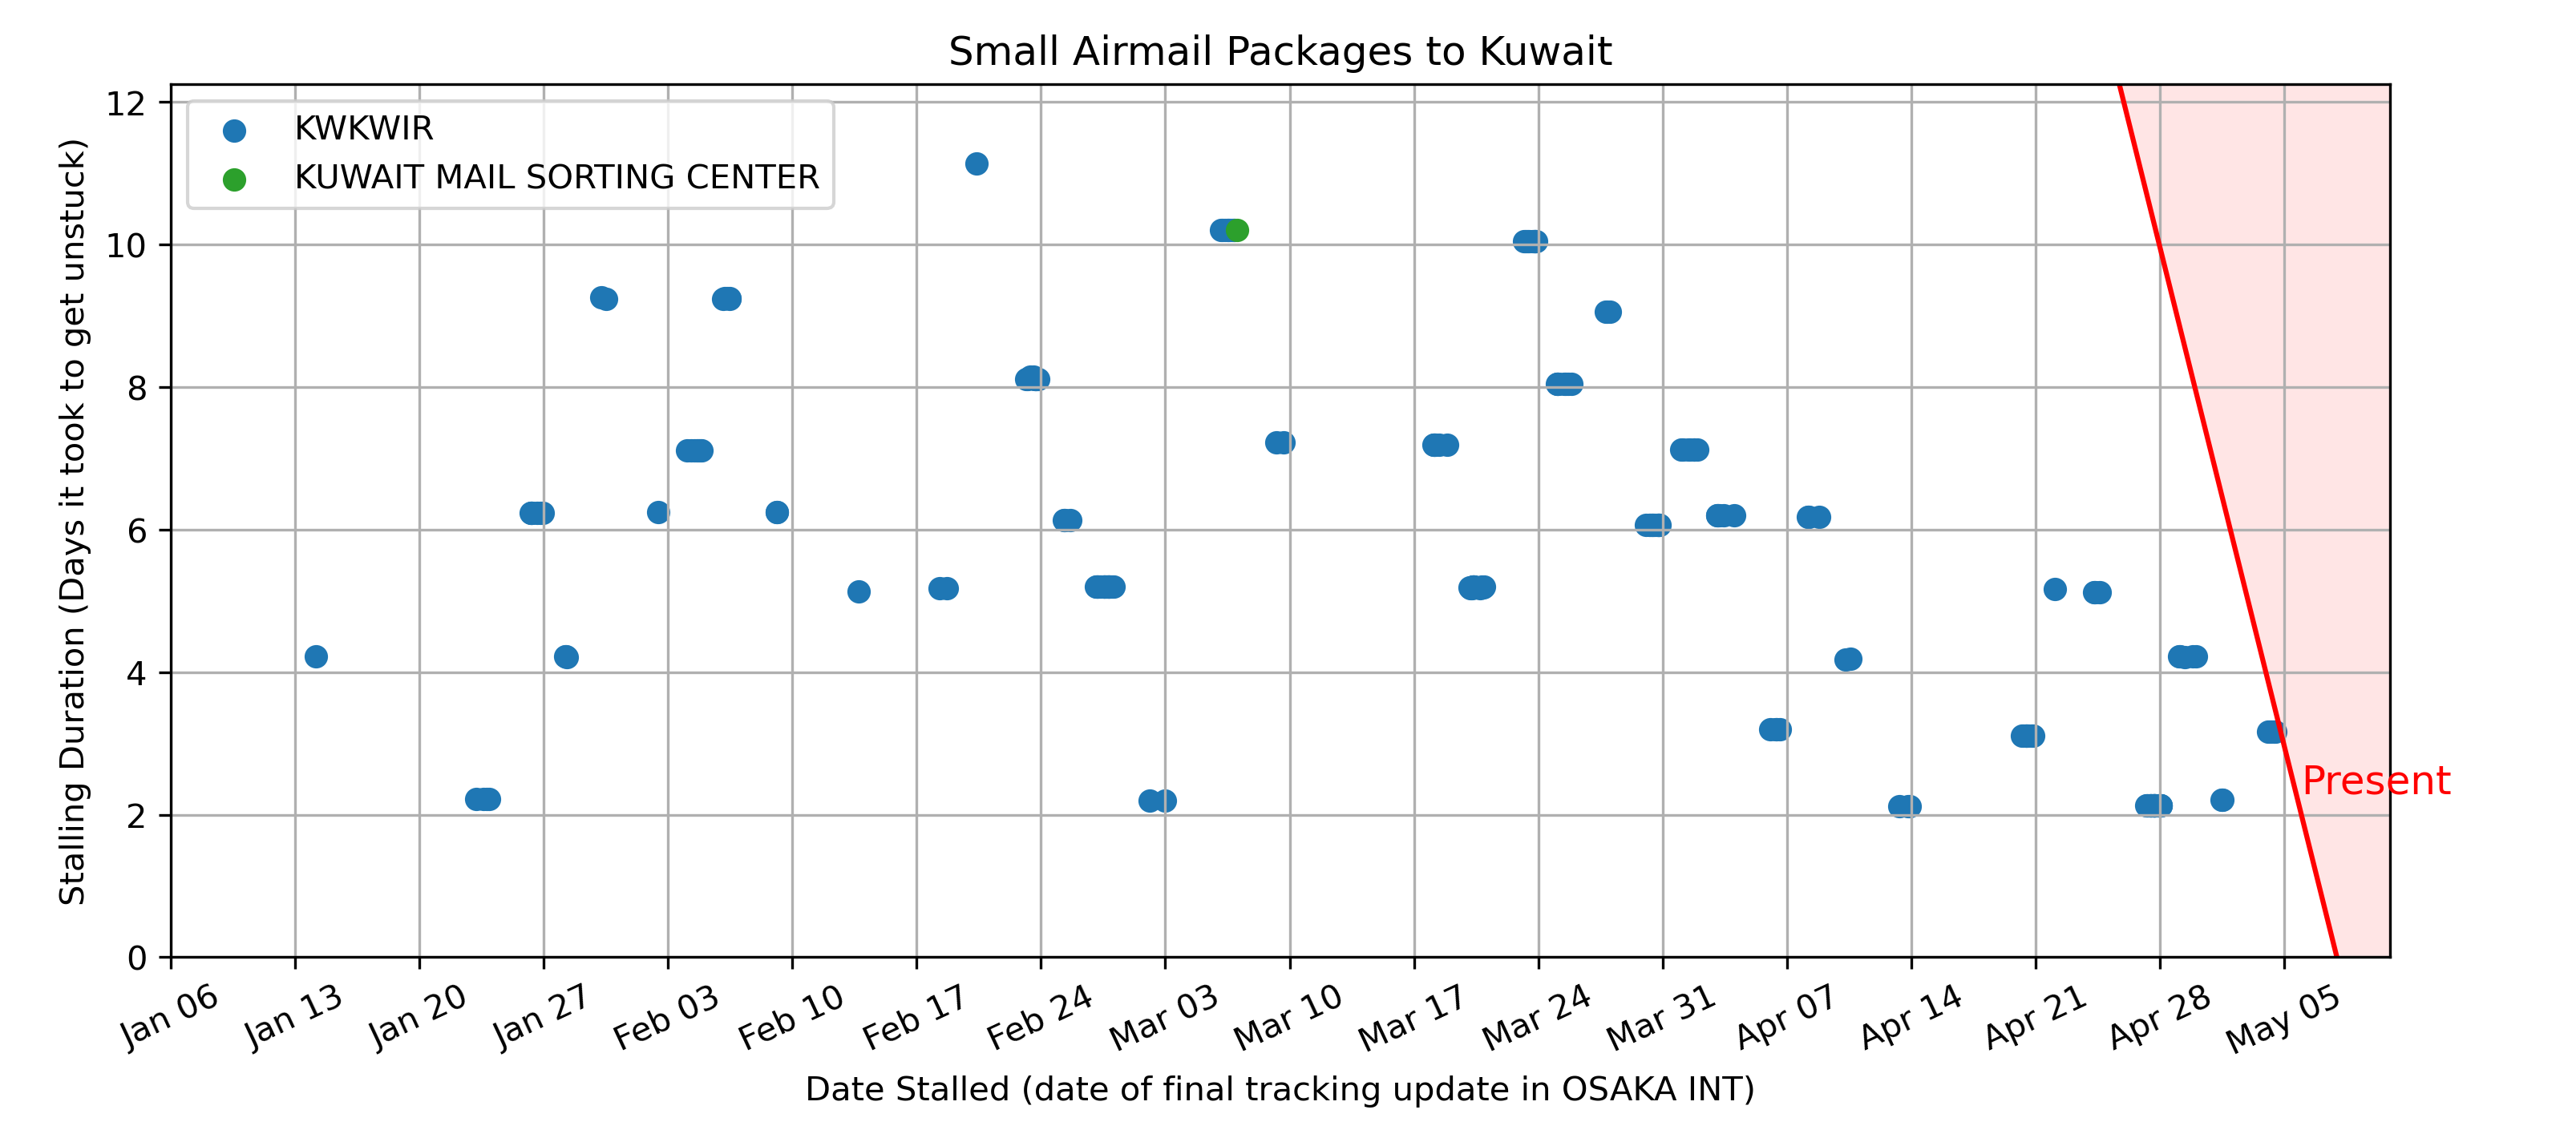 Small Airmail Packages to Kuwait
KWKWIR
KUWAIT MAIL SORTING CENTER
Stalling Duration (Days it took to get unstuck)
12
10
8
6
4
2
0
Present
Jan 06
Jan 13
Jan 20
Jan 27
Feb 03
Feb 10
Feb 17
Feb 24
Mar 03
Mar 10
Mar 17
Mar 24
Mar 31
Apr 07
Apr 14
Apr 21
Apr 28
May 05
Date Stalled (date of final tracking update in OSAKA INT)